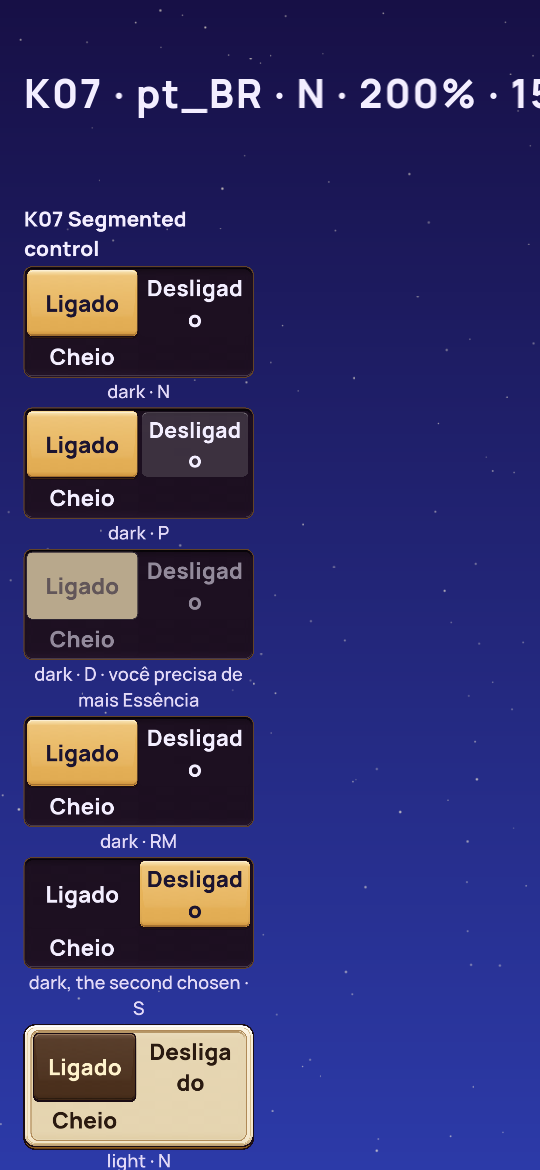 K07 · pt_BR · N · 200% · 15
K07 Segmented
control
Ligado
Desligad
o
Cheio
dark · N
Ligado
Desligad
o
Cheio
dark · P
Ligado
Desligad
o
Cheio
dark · D · você precisa de
mais Essência
Ligado
Desligad
o
Cheio
dark · RM
Ligado
Desligad
o
Cheio
dark, the second chosen ·
S
Ligado
Desliga
do
Cheio
light · N